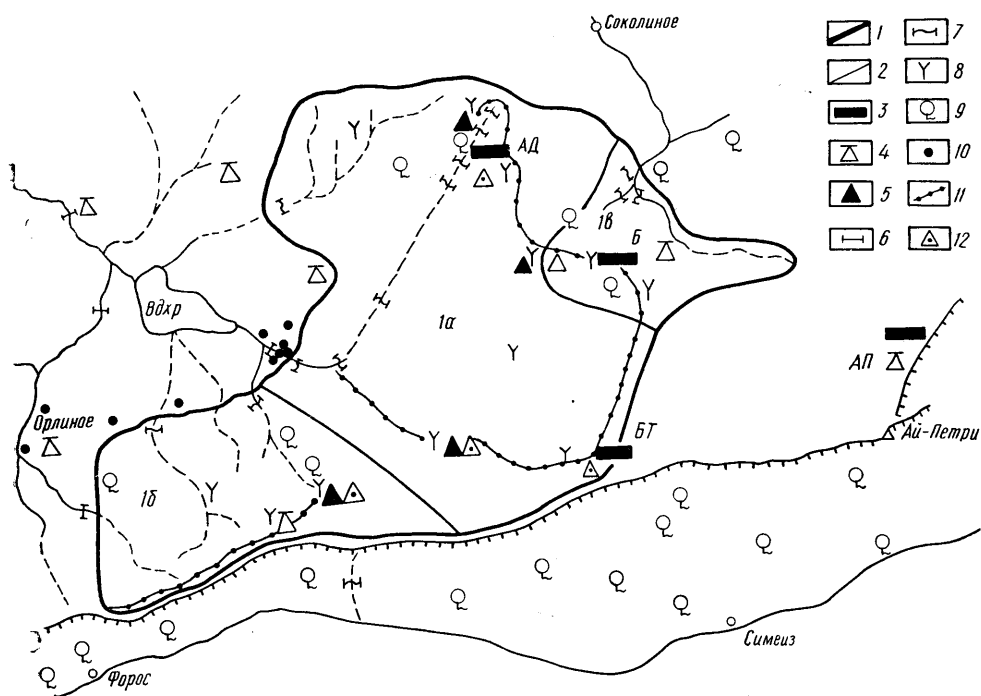 Соколиное
1 7
2 8
3 9
4 10
5 11
6 12
АД
1в
Б
Вдхр
1а
АП
Орлиное
БТ
Ай-Петри
1б
Симеиз
Форос